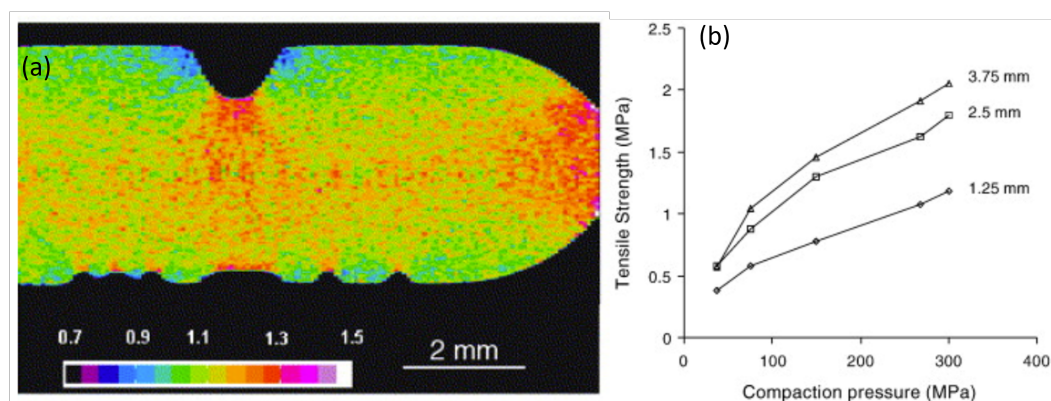 (a)
0.7 0.9 1.1 1.3 1.5
2 mm
(b)
2.5
2
1.5
1
0.5
0
Tensile Strength (MPa)
3.75 mm
2.5 mm
1.25 mm
0 100 200 300 400
Compaction pressure (MPa)